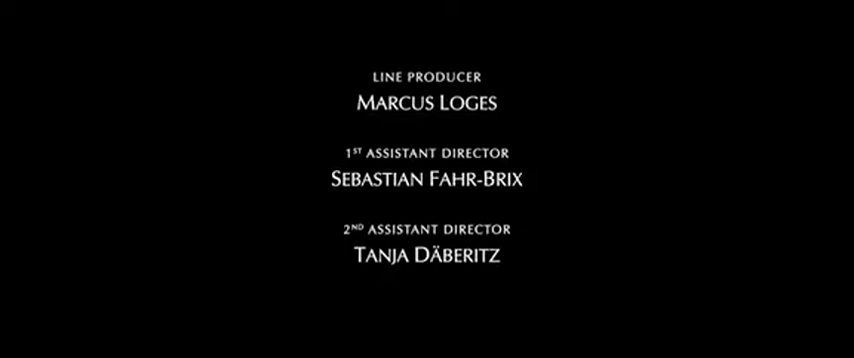 LINE PRODUCER
MARCUS LOGES
1ST ASSISTANT DIRECTOR
SEBASTIAN FAHR-BRIX
2ND ASSISTANT DIRECTOR
TANJA DÄBERITZ